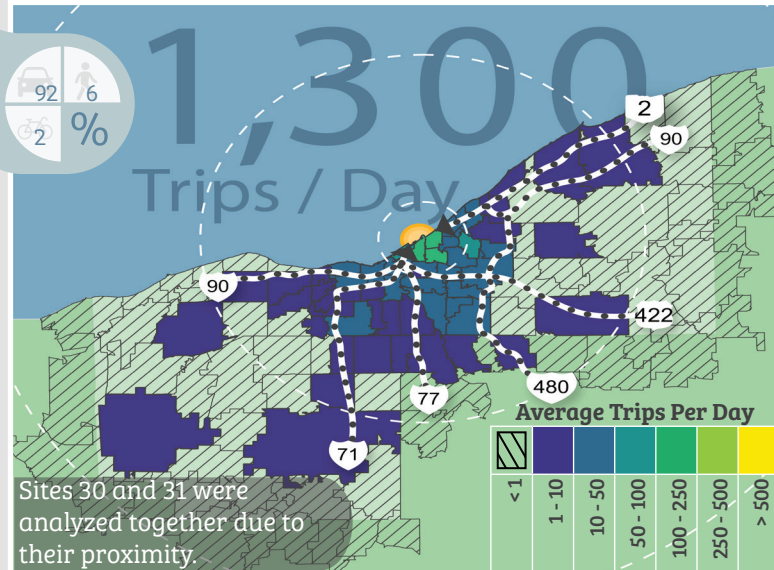 1,300
Trips / Day
92
6
2
%
2
90
90
422
480
77
71
Average Trips Per Day
< 1
1 - 10
10 - 50
50 - 100
100 - 250
250 - 500
> 500
Sites 30 and 31 were
analyzed together due to
their proximity.